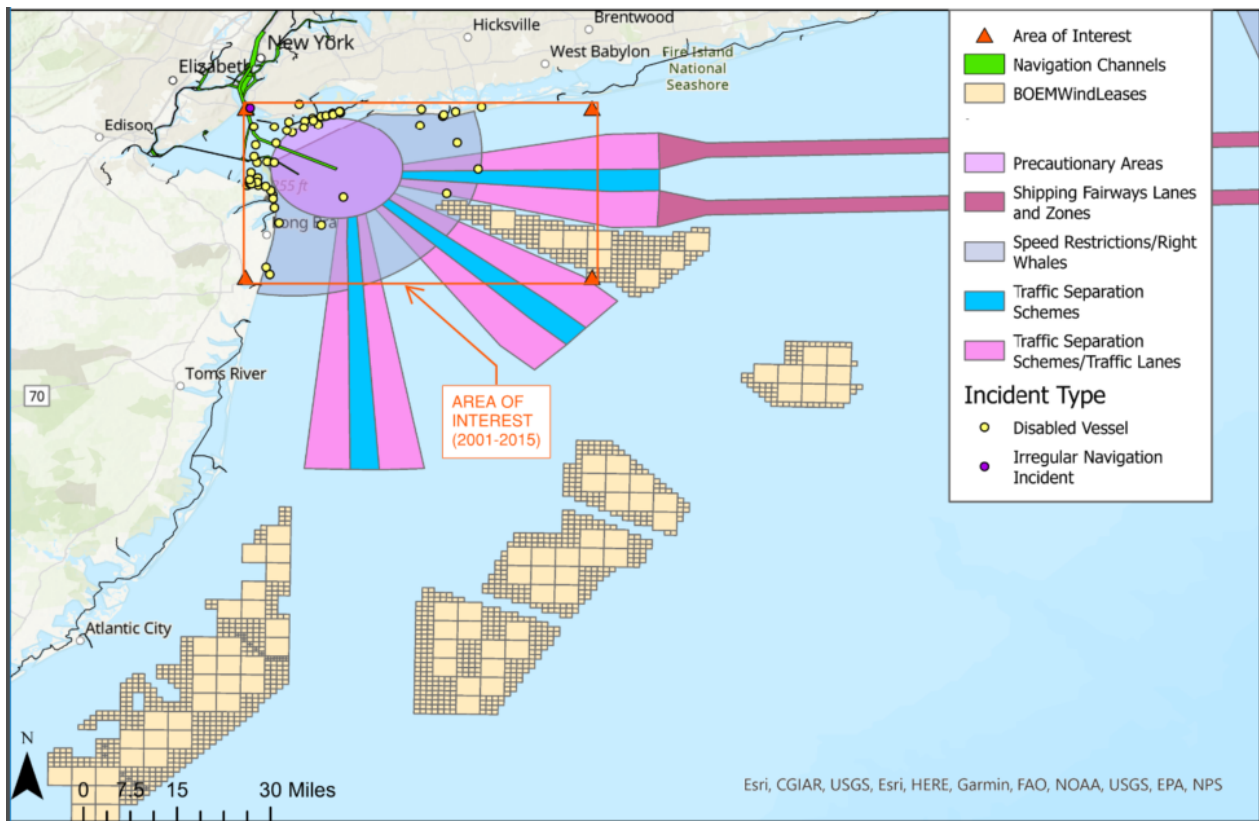 Hicksville
Brentwood
New York
West Babylon
Elizabeth
Fire Island
National
Seashore
Edison
255 ft
Long Bra
Toms River
70
AREA OF
INTEREST
(2001-2015)
Atlantic City
N
0 7.5 15 30 Miles
Area of Interest
Navigation Channels
BOEMWindLeases
Precautionary Areas
Shipping Fairways Lanes
and Zones
Speed Restrictions/Right
Whales
Traffic Separation
Schemes
Traffic Separation
Schemes/Traffic Lanes
Incident Type
Disabled Vessel
Irregular Navigation
Incident
Esri, CGIAR, USGS, Esri, HERE, Garmin, FAO, NOAA, USGS, EPA, NPS